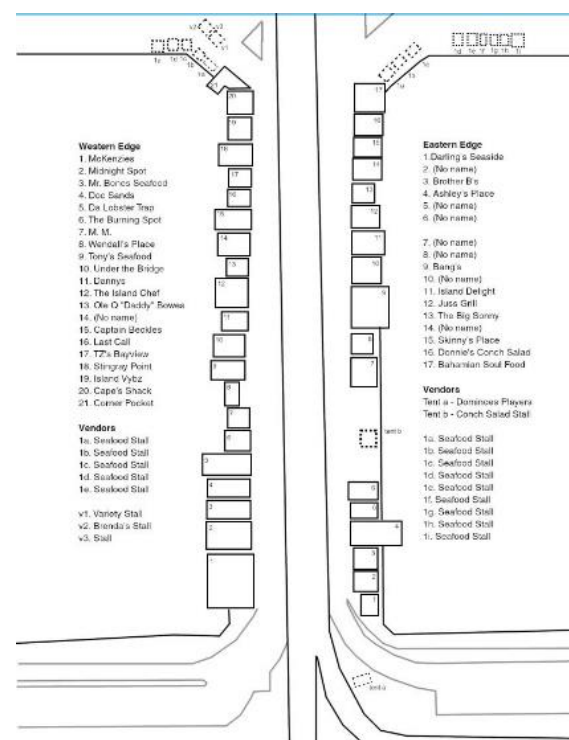 Western Edge
1. McKenzies
2. Midnight Spot
3. Mr. Bones Seafood
4. Doc Sands
5. Da Lobster Trap
6. The Burning Spot
7. M. M.
8. Wendall's Place
9. Tony's Seafood
10. Under the Bridge
11. Dannys
12. The Island Chef
13. Ole Q "Daddy" Bowes
14. (No name)
15. Captain Beckles
16. Last Call
17. TZ's Bayview
18. Stingray Point
19. Island Vybz
20. Cape's Shack
21. Corner Pocket
Vendors
1a. Seafood Stall
1b. Seafood Stall
1c. Seafood Stall
1d. Seafood Stall
1e. Seafood Stall
v1. Variety Stall
v2. Brenda's Stall
v3. Stall
Eastern Edge
1.Darling's Seaside
2. (No name)
3. Brother B's
4. Ashley's Place
5. (No name)
6. (No name)
7. (No name)
8. (No name)
9. Bang's
10. (No name)
11. Island Delight
12. Juss Grill
13. The Big Sonny
14. (No name)
15. Skinny's Place
16. Donnie's Conch Salad
17. Bahamian Soul Food
Vendors
Tent a - Dominoes Players
Tent b - Conch Salad Stall
1a. Seafood Stall
1b. Seafood Stall
1c. Seafood Stall
1d. Seafood Stall
1e. Seafood Stall
1f. Seafood Stall
1g. Seafood Stall
1h. Seafood Stall
1i. Seafood Stall
tent b
tent a